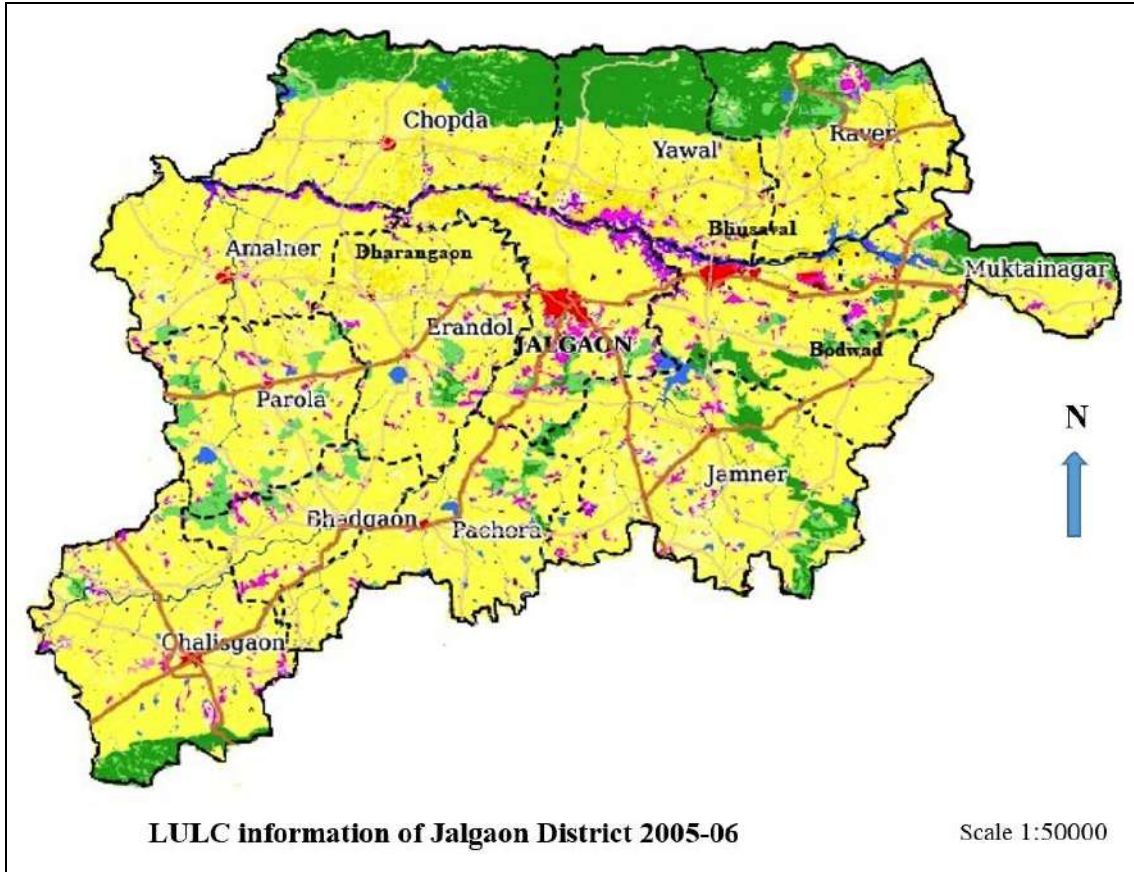 Chopda
Yawal
Raver
Amalner
Dharangaon
Bhusaval
Muktainagar
Erandol
JALGAON
Bodwad
Parola
N
Jamner
Bhadgaon
Pachora
Chalisgaon
LULC information of Jalgaon District 2005-06
Scale 1:50000